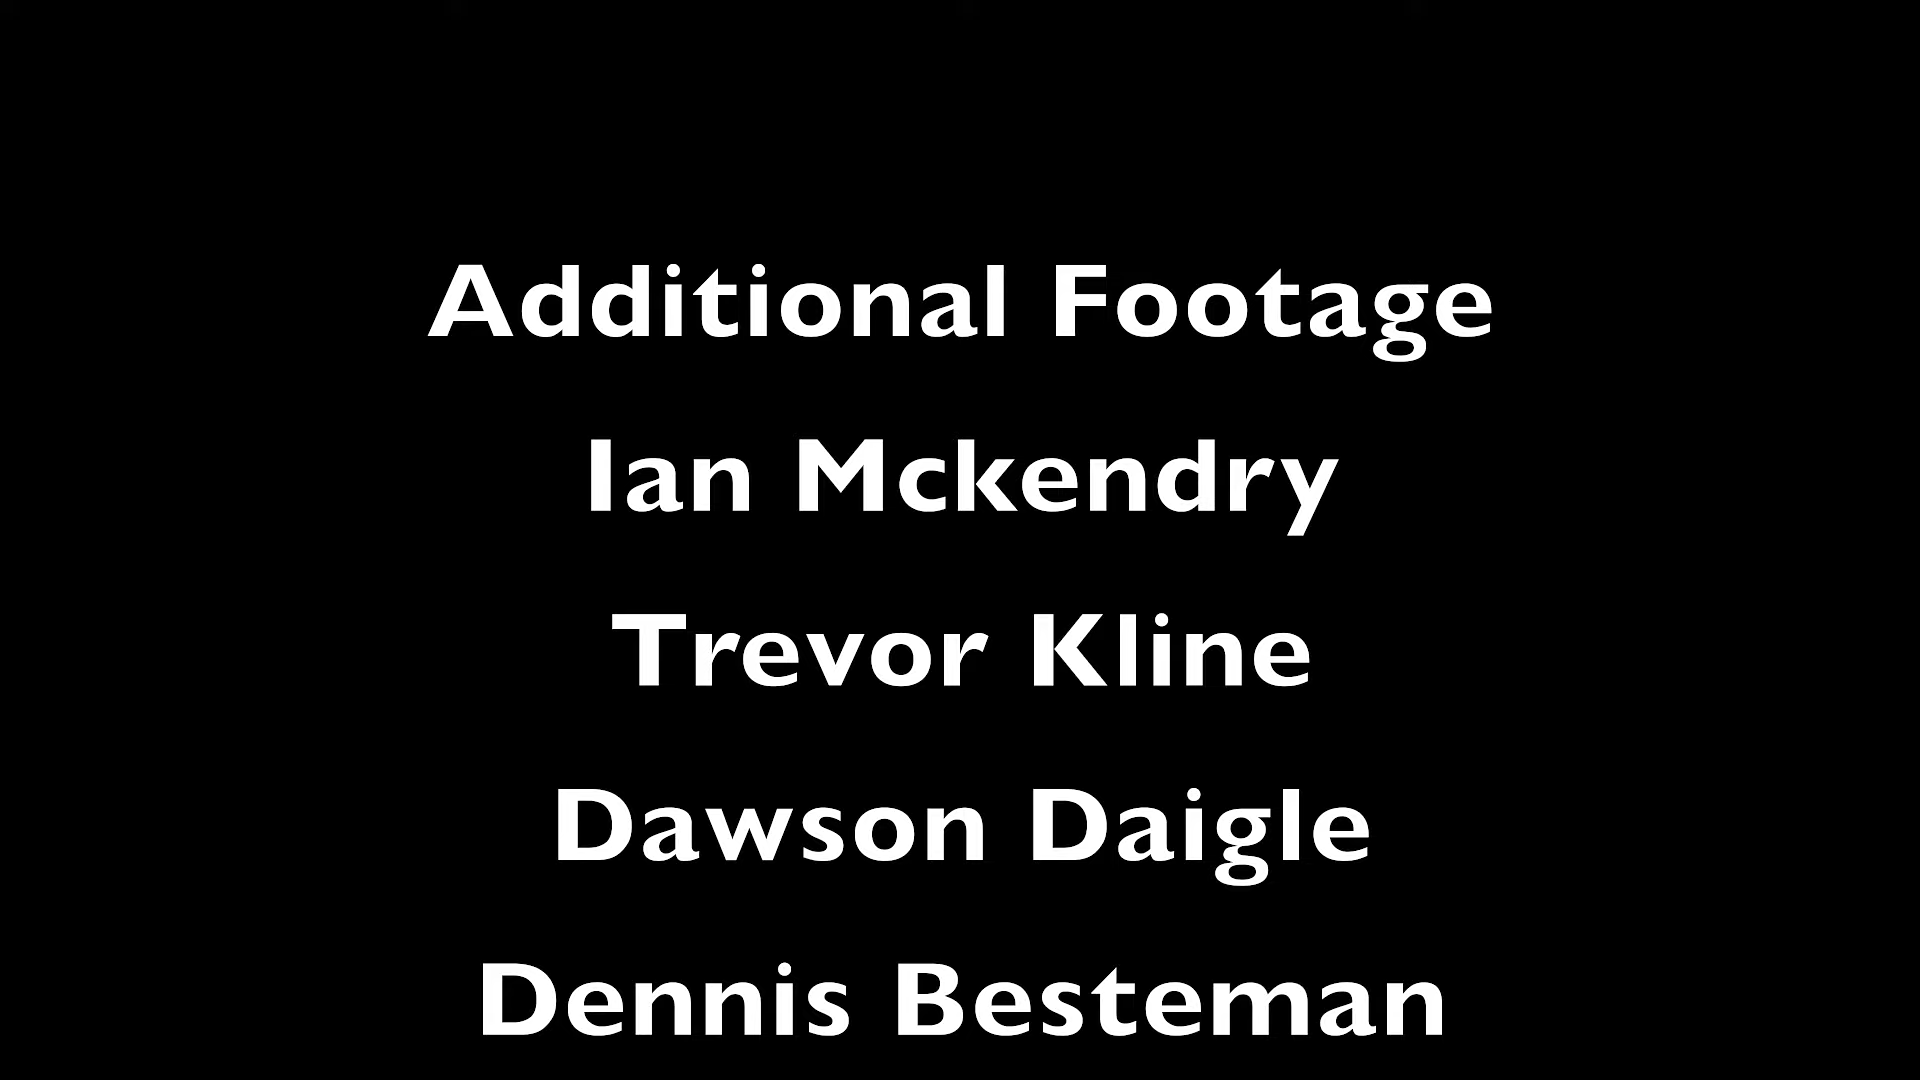 Additional Footage
Ian Mckendry
Trevor Kline
Dawson Daigle
Dennis Besteman